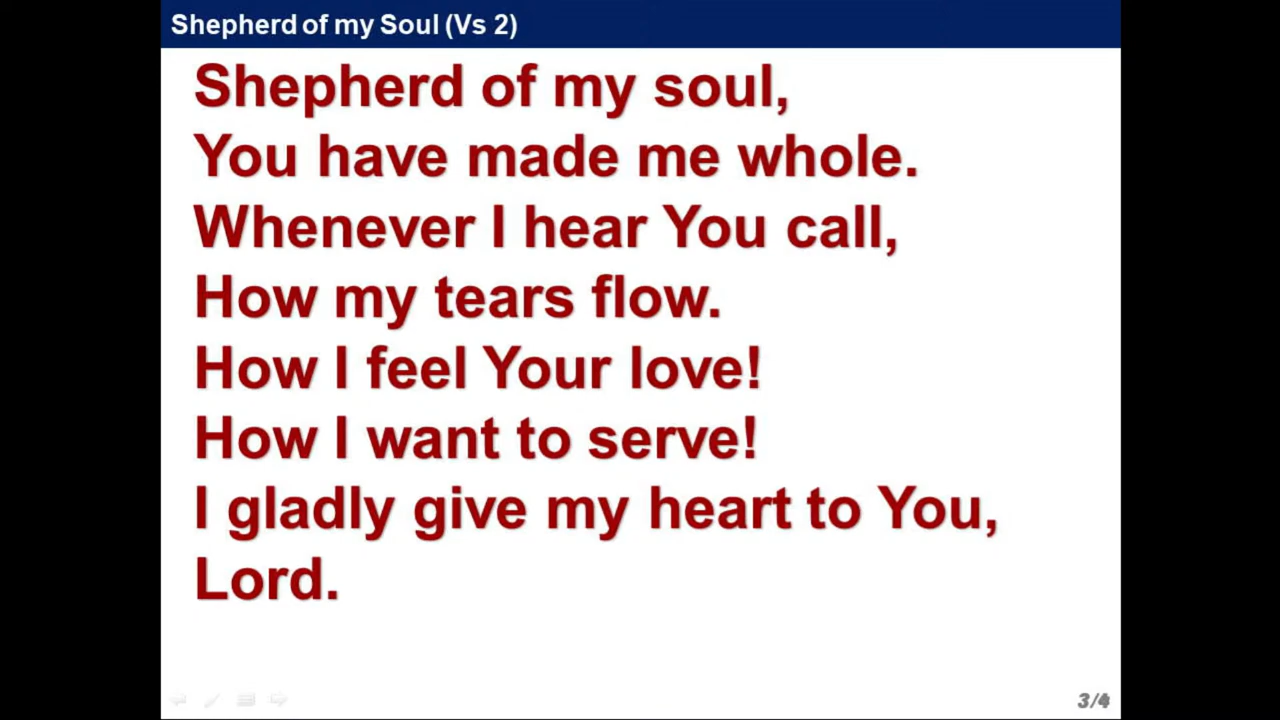 Shepherd of my Soul (Vs 2)
Shepherd of my soul,
You have made me whole.
Whenever I hear You call,
How my tears flow.
How I feel Your love!
How I want to serve!
I gladly give my heart to You,
Lord.
3/4